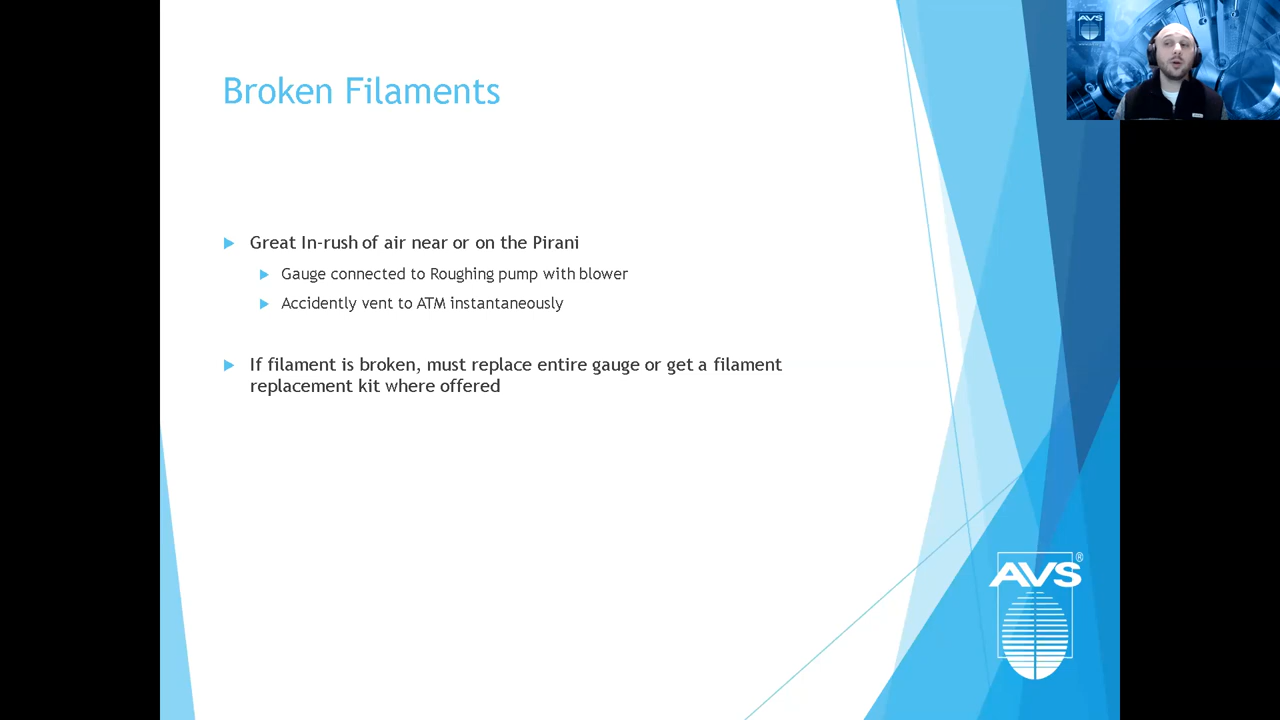 AVS
Broken Filaments
Great In-rush of air near or on the Pirani
Gauge connected to Roughing pump with blower
Accidently vent to ATM instantaneously
If filament is broken, must replace entire gauge or get a filament
replacement kit where offered
AVS®